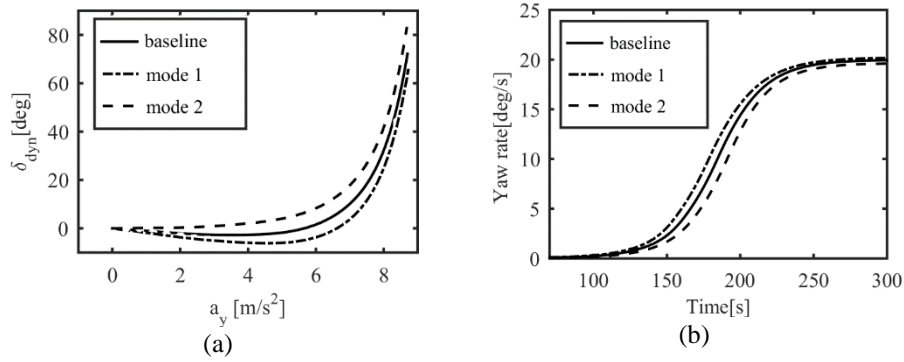 80
60
40
20
0
δdyn[deg]
baseline
mode 1
mode 2
0 2 4 6 8
ay [m/s2]
(a)
25
20
15
10
5
0
Yaw rate[deg/s]
baseline
mode 1
mode 2
100 150 200 250 300
Time[s]
(b)